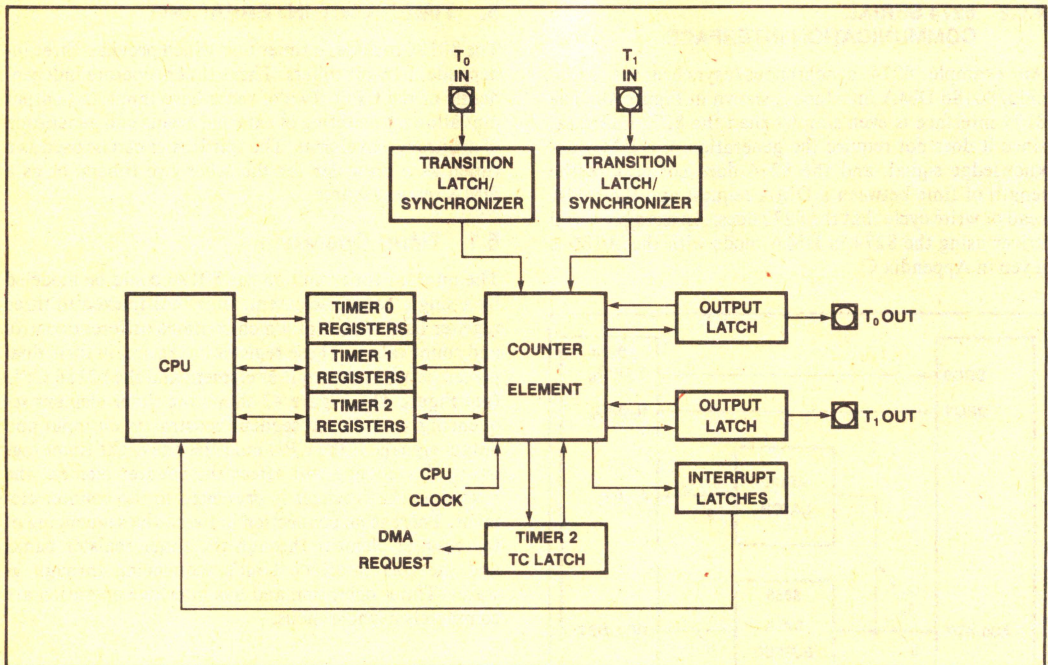 T₀
IN
T₁
IN
TRANSITION
LATCH/
SYNCHRONIZER
TRANSITION
LATCH/
SYNCHRONIZER
CPU
TIMER 0
REGISTERS
TIMER 1
REGISTERS
TIMER 2
REGISTERS
COUNTER
ELEMENT
OUTPUT
LATCH
T₀ OUT
OUTPUT
LATCH
T₁ OUT
CPU
CLOCK
INTERRUPT
LATCHES
DMA
REQUEST
TIMER 2
TC LATCH